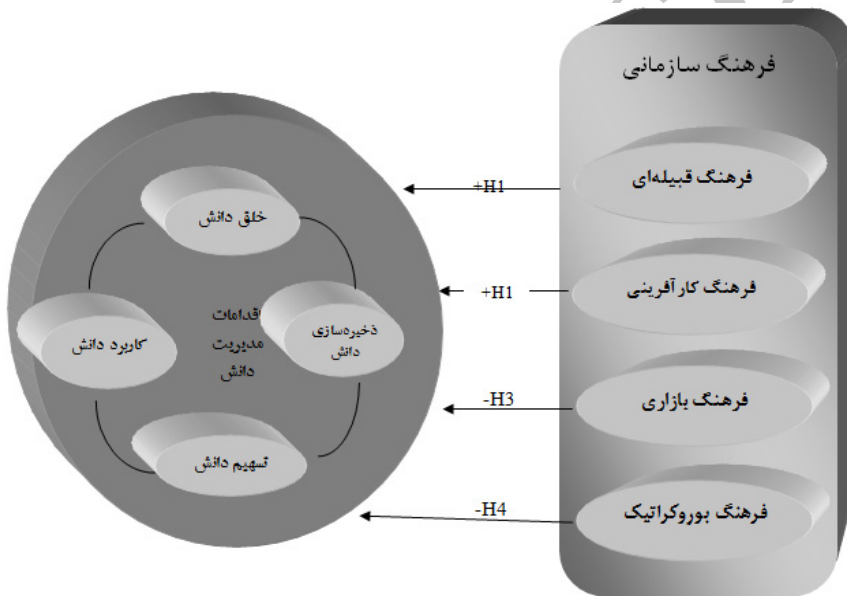 فرهنگ سازمانی
فرهنگ قبیله‌ای
فرهنگ کارآفرینی
فرهنگ بازاری
فرهنگ بوروکراتیک
+H1
+H1
-H3
-H4
خلق دانش
ذخیره‌سازی
دانش
اقدامات
مدیریت
دانش
کاربرد دانش
تسهیم دانش